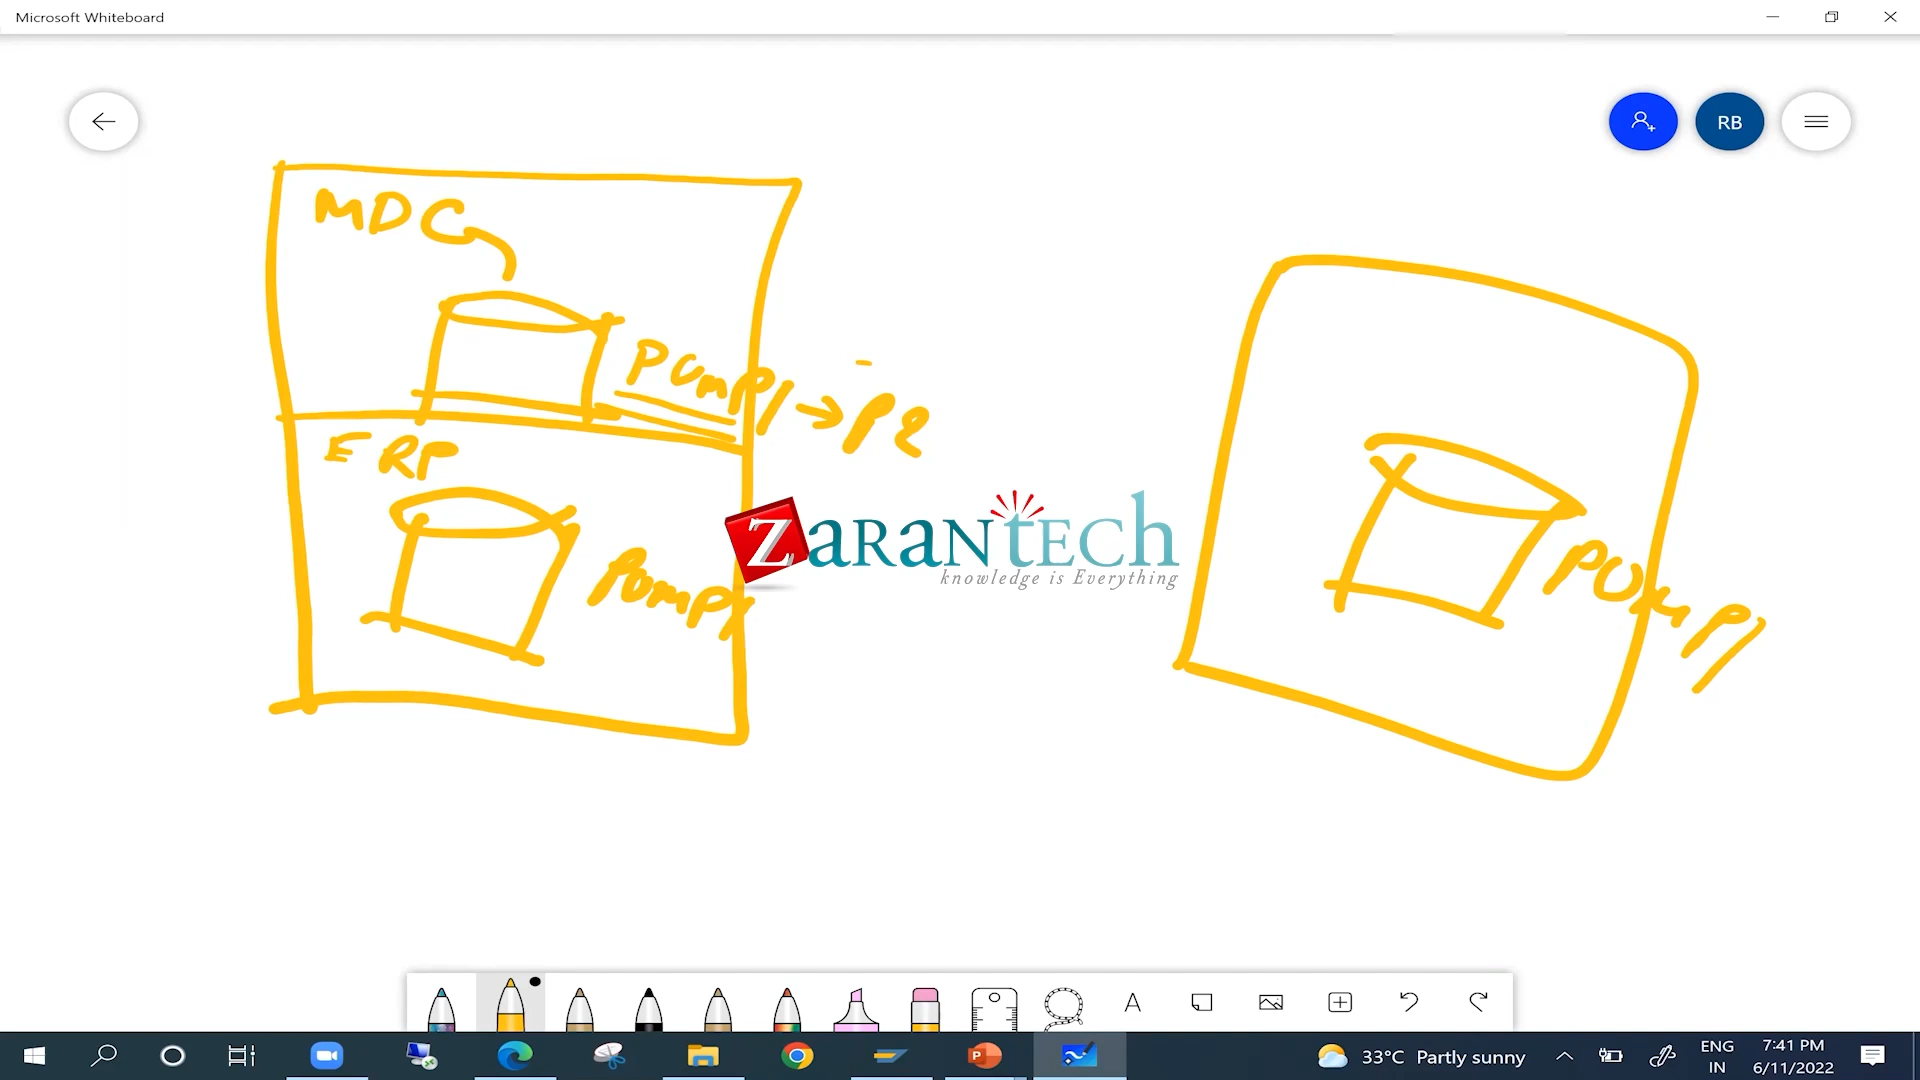 Microsoft Whiteboard
RB
MDG
PUMP1 → P2
ERP
PUMP1
PUMP1
ZaranTech
knowledge is Everything
A
33°C Partly sunny
ENG
IN
7:41 PM
6/11/2022